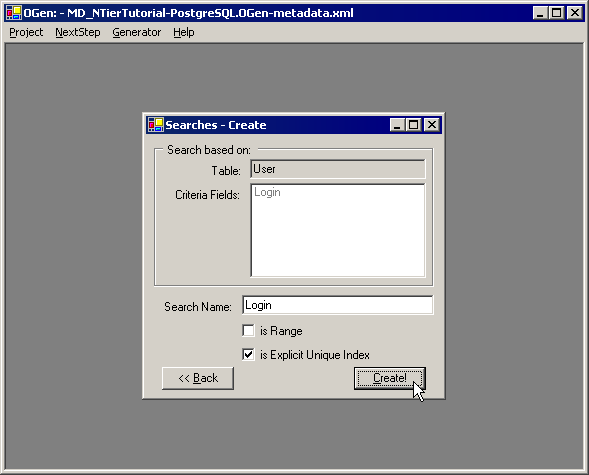 OGen: - MD_NTierTutorial-PostgreSQL.OGen-metadata.xml
Project NextStep Generator Help
Searches - Create
Search based on:
Table: User
Criteria Fields: Login
Search Name: Login
is Range
is Explicit Unique Index
<< Back Create!